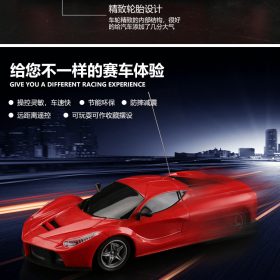 精致轮胎设计
车轮精致的内部结构，很好
的给汽车添加了几分大气
给您不一样的赛车体验
GIVE YOU A DIFFERENT RACING EXPERIENCE
操控灵敏，车速快 节能环保 防摔减震
远距离遥控 可玩耍可作收藏摆设